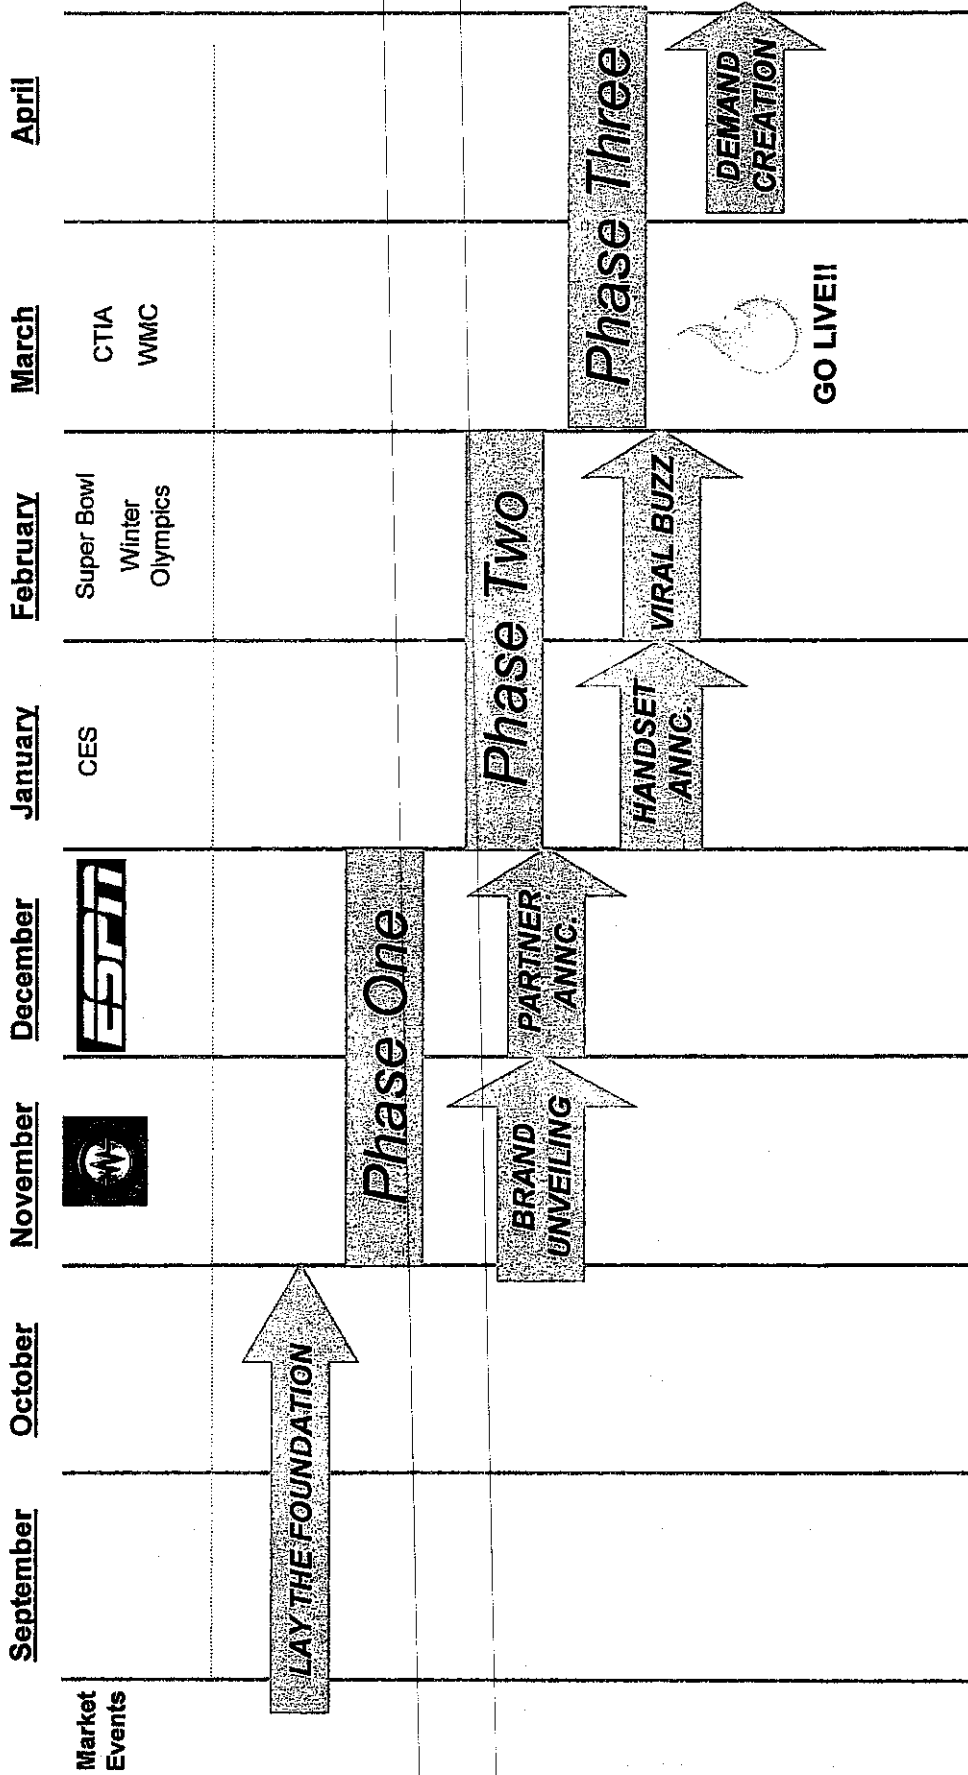 September
October
November
December
January
February
March
April
Market
Events
ESPN
CES
Super Bowl
Winter
Olympics
CTIA
WMC
LAY THE FOUNDATION
Phase One
BRAND
UNVEILING
PARTNER
ANNC.
Phase Two
HANDSET
ANNC.
VIRAL BUZZ
Phase Three
GO LIVE!!
DEMAND
CREATION